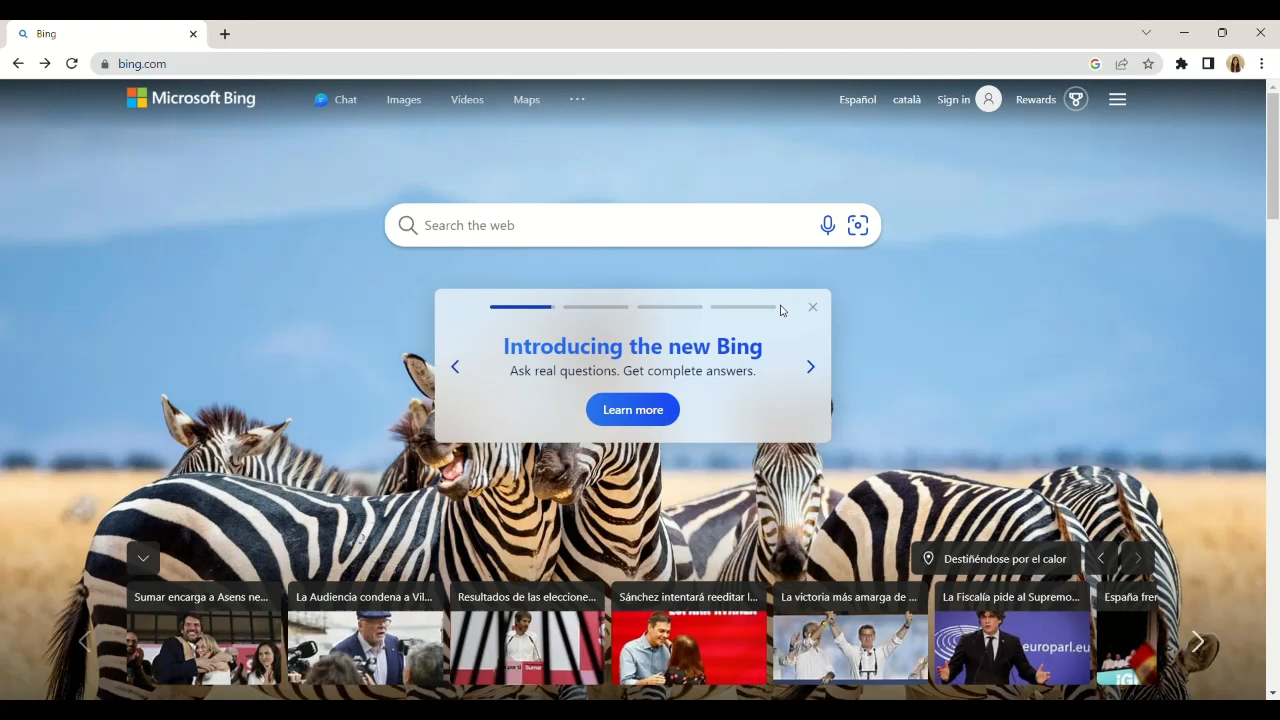 Bing
bing.com
Microsoft Bing
Chat
Images
Videos
Maps
Español
català
Sign in
Rewards
Search the web
Introducing the new Bing
Ask real questions. Get complete answers.
Learn more
Destiñéndose por el calor
Sumar encarga a Asens ne...
La Audiencia condena a Vil...
Resultados de las eleccione...
Sánchez intentará reeditar l...
La victoria más amarga de ...
La Fiscalía pide al Supremo...
España fren
Sumar
europarl.eu